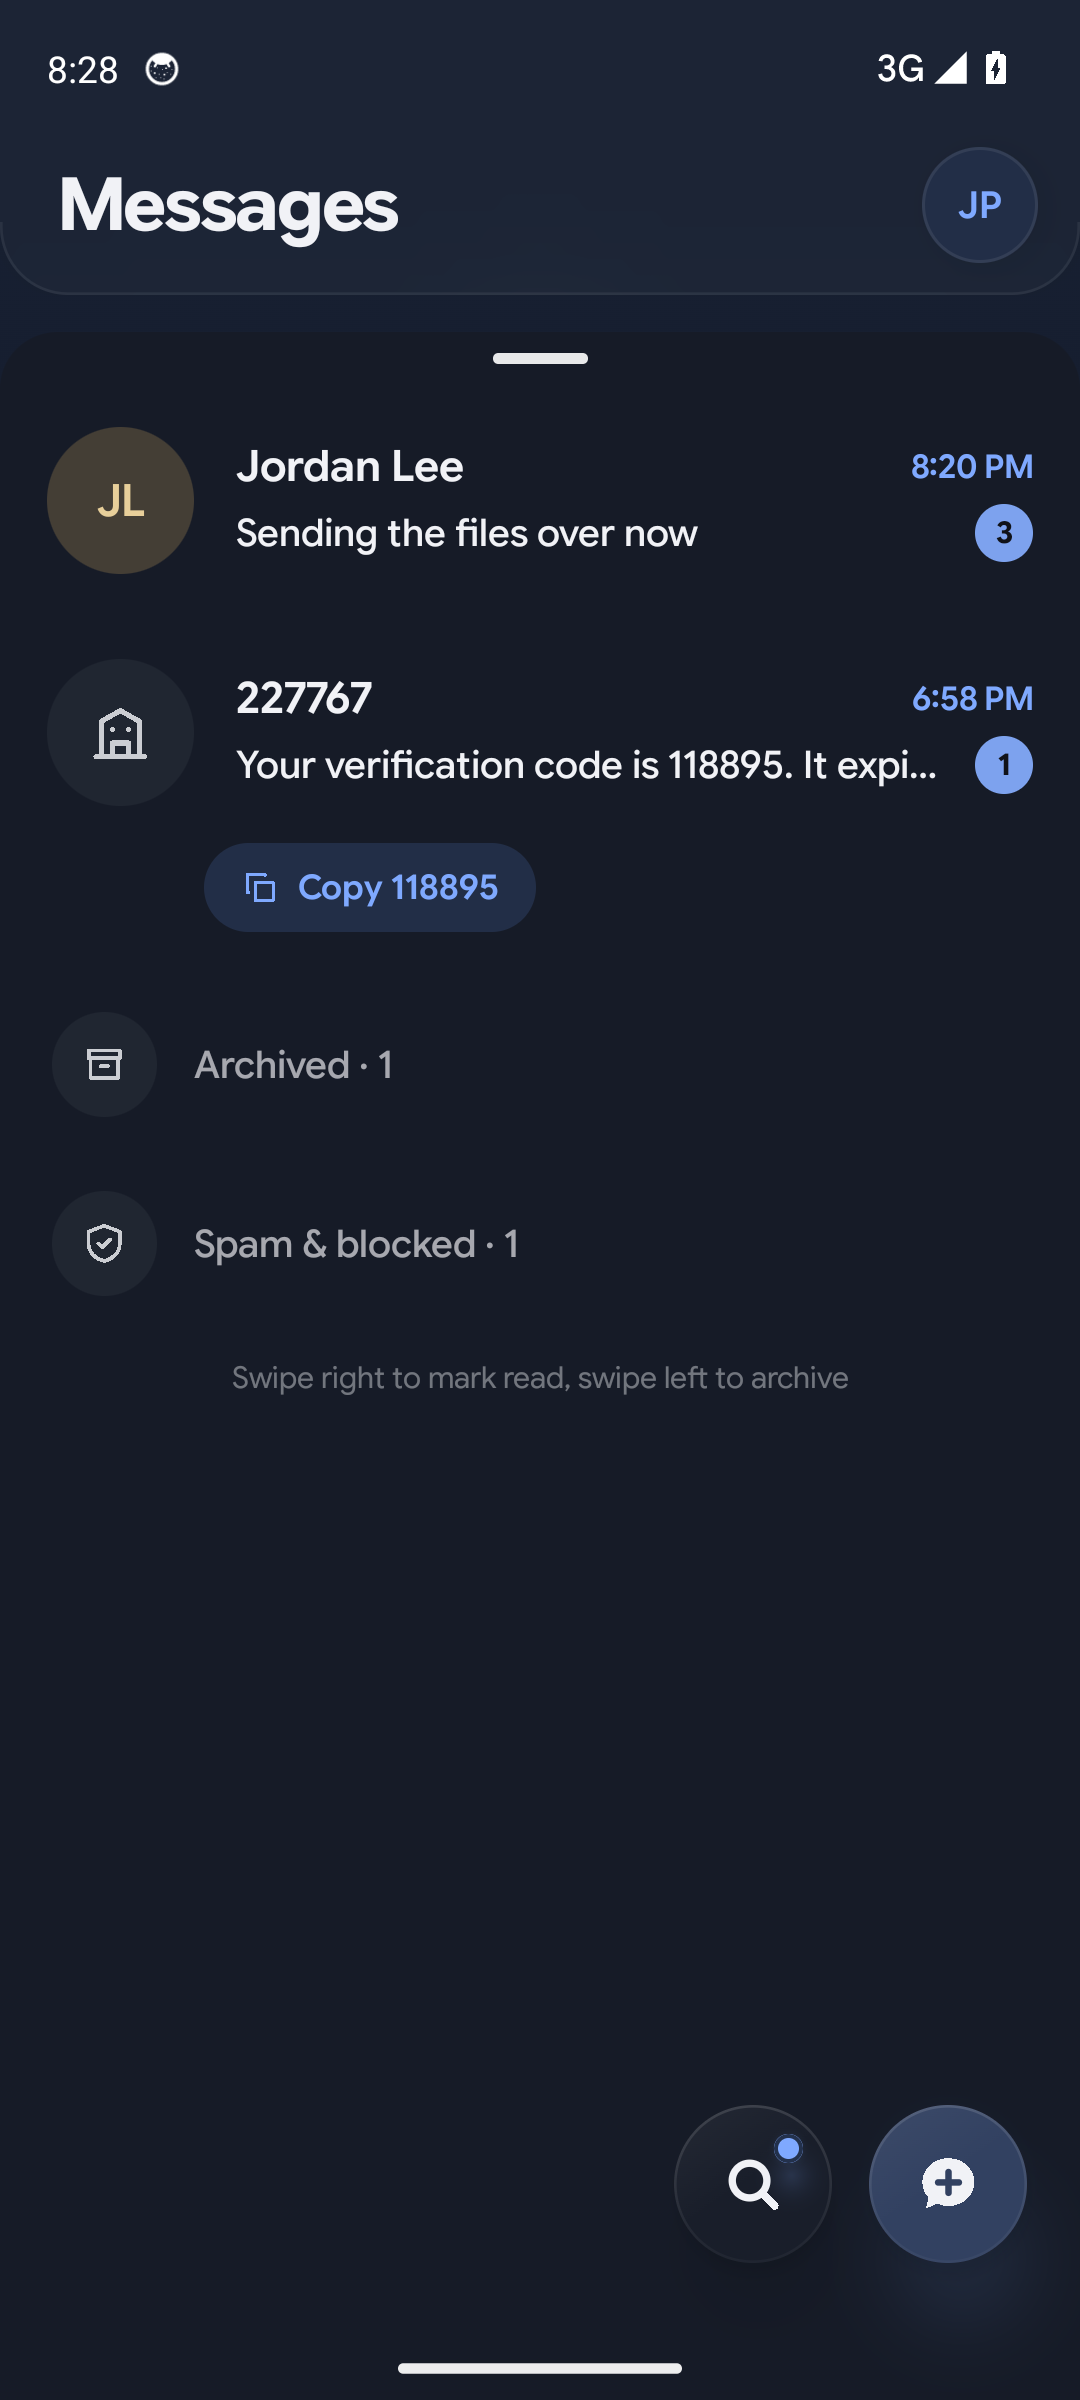 8:28
3G
Messages
JP
JL
Jordan Lee
8:20 PM
Sending the files over now
3
227767
6:58 PM
Your verification code is 118895. It expi...
1
Copy 118895
Archived · 1
Spam & blocked · 1
Swipe right to mark read, swipe left to archive